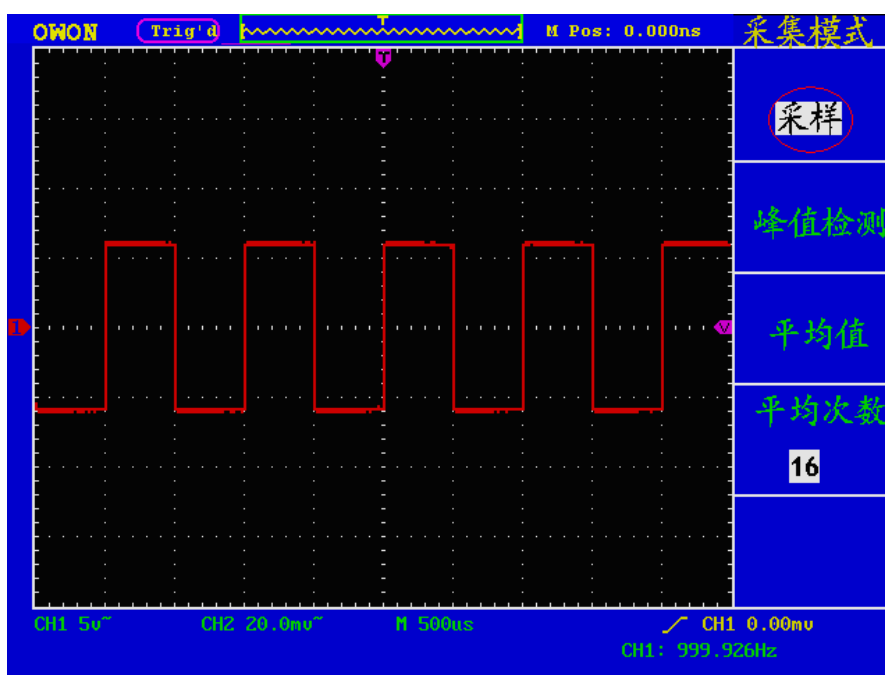 OWON Trig'd T M Pos: 0.000ns 采集模式
T
采样
峰值检测
1 V
平均值
平均次数
16
CH1 5v~ CH2 20.0mv~ M 500us CH1 0.00mv
CH1: 999.926Hz